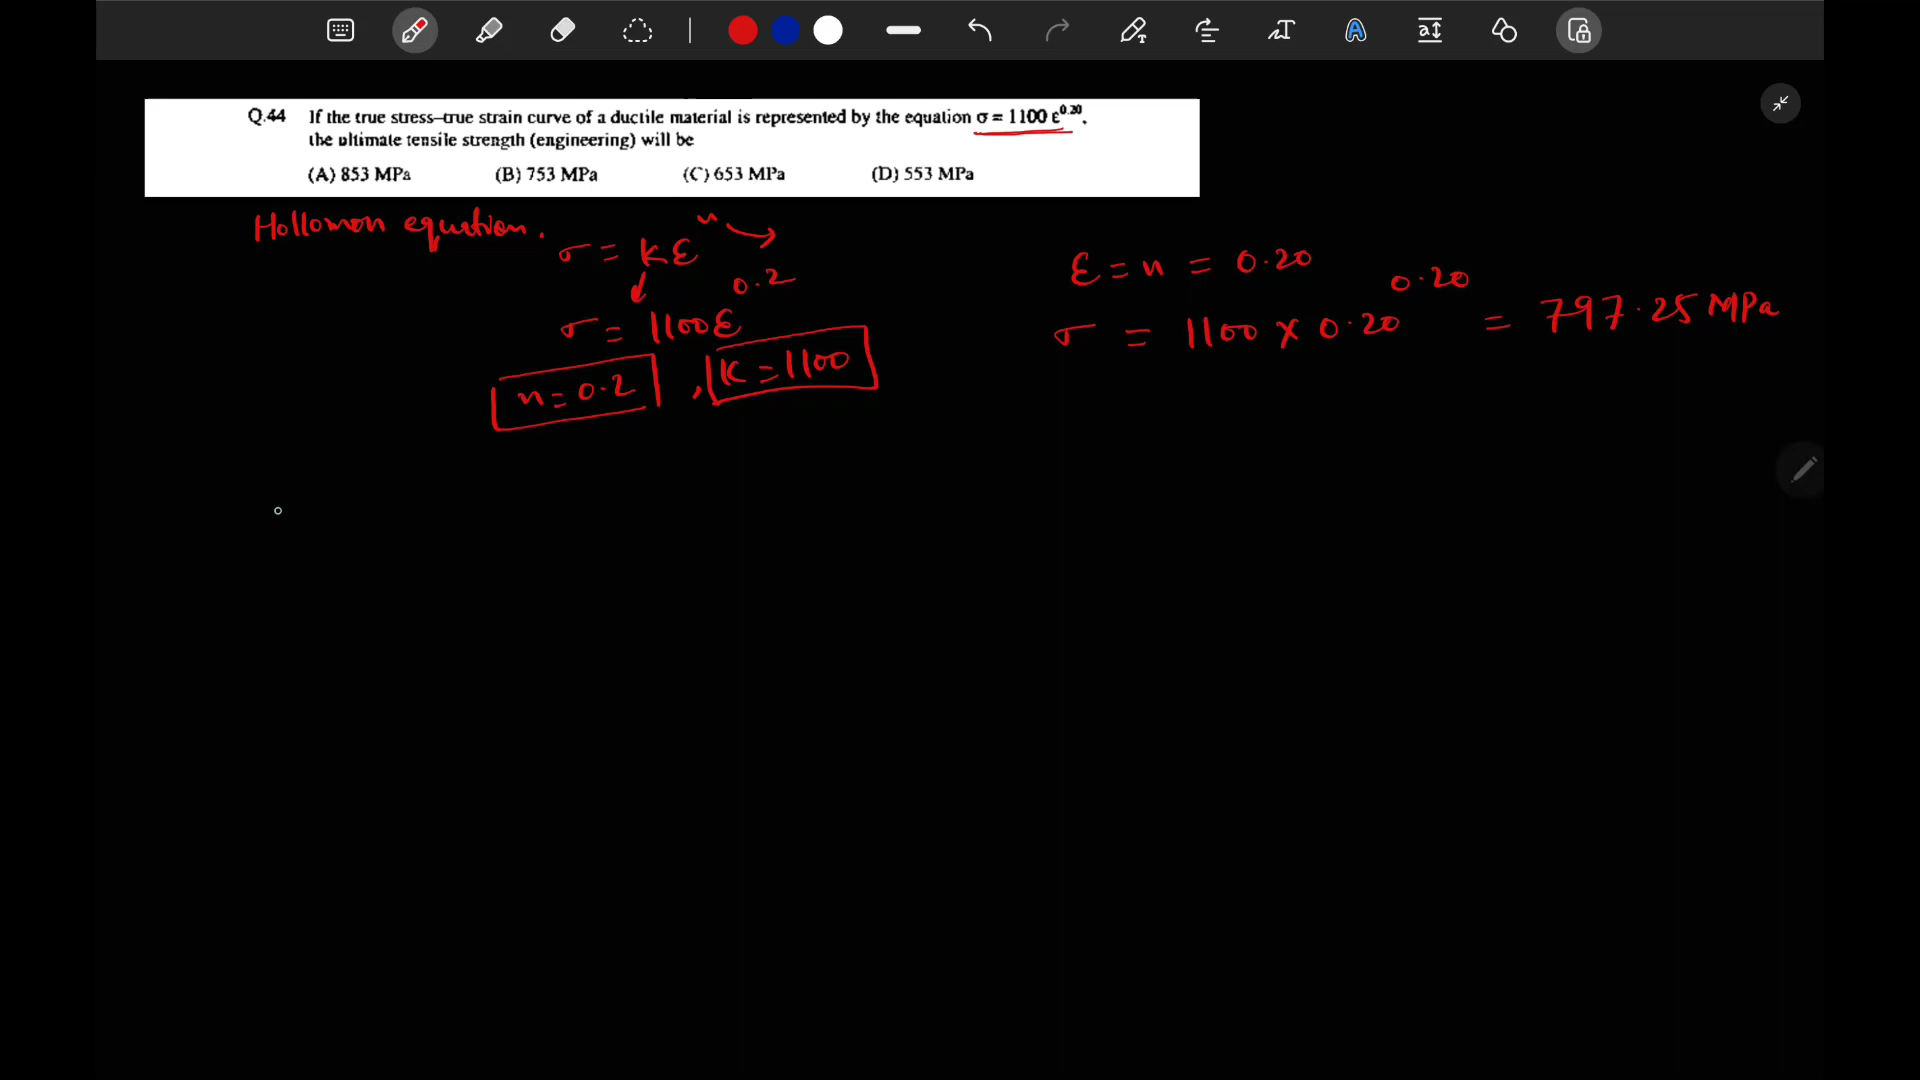 Q.44 If the true stress–true strain curve of a ductile material is represented by the equation σ = 1100 ε^0.20,
the ultimate tensile strength (engineering) will be
(A) 853 MPa (B) 753 MPa (C) 653 MPa (D) 553 MPa
Hollomon equation.
σ = Kε^n
σ = 1100ε^0.2
n = 0.2 , K = 1100
ε = n = 0.20
σ = 1100 × 0.20^0.20 = 797.25 MPa